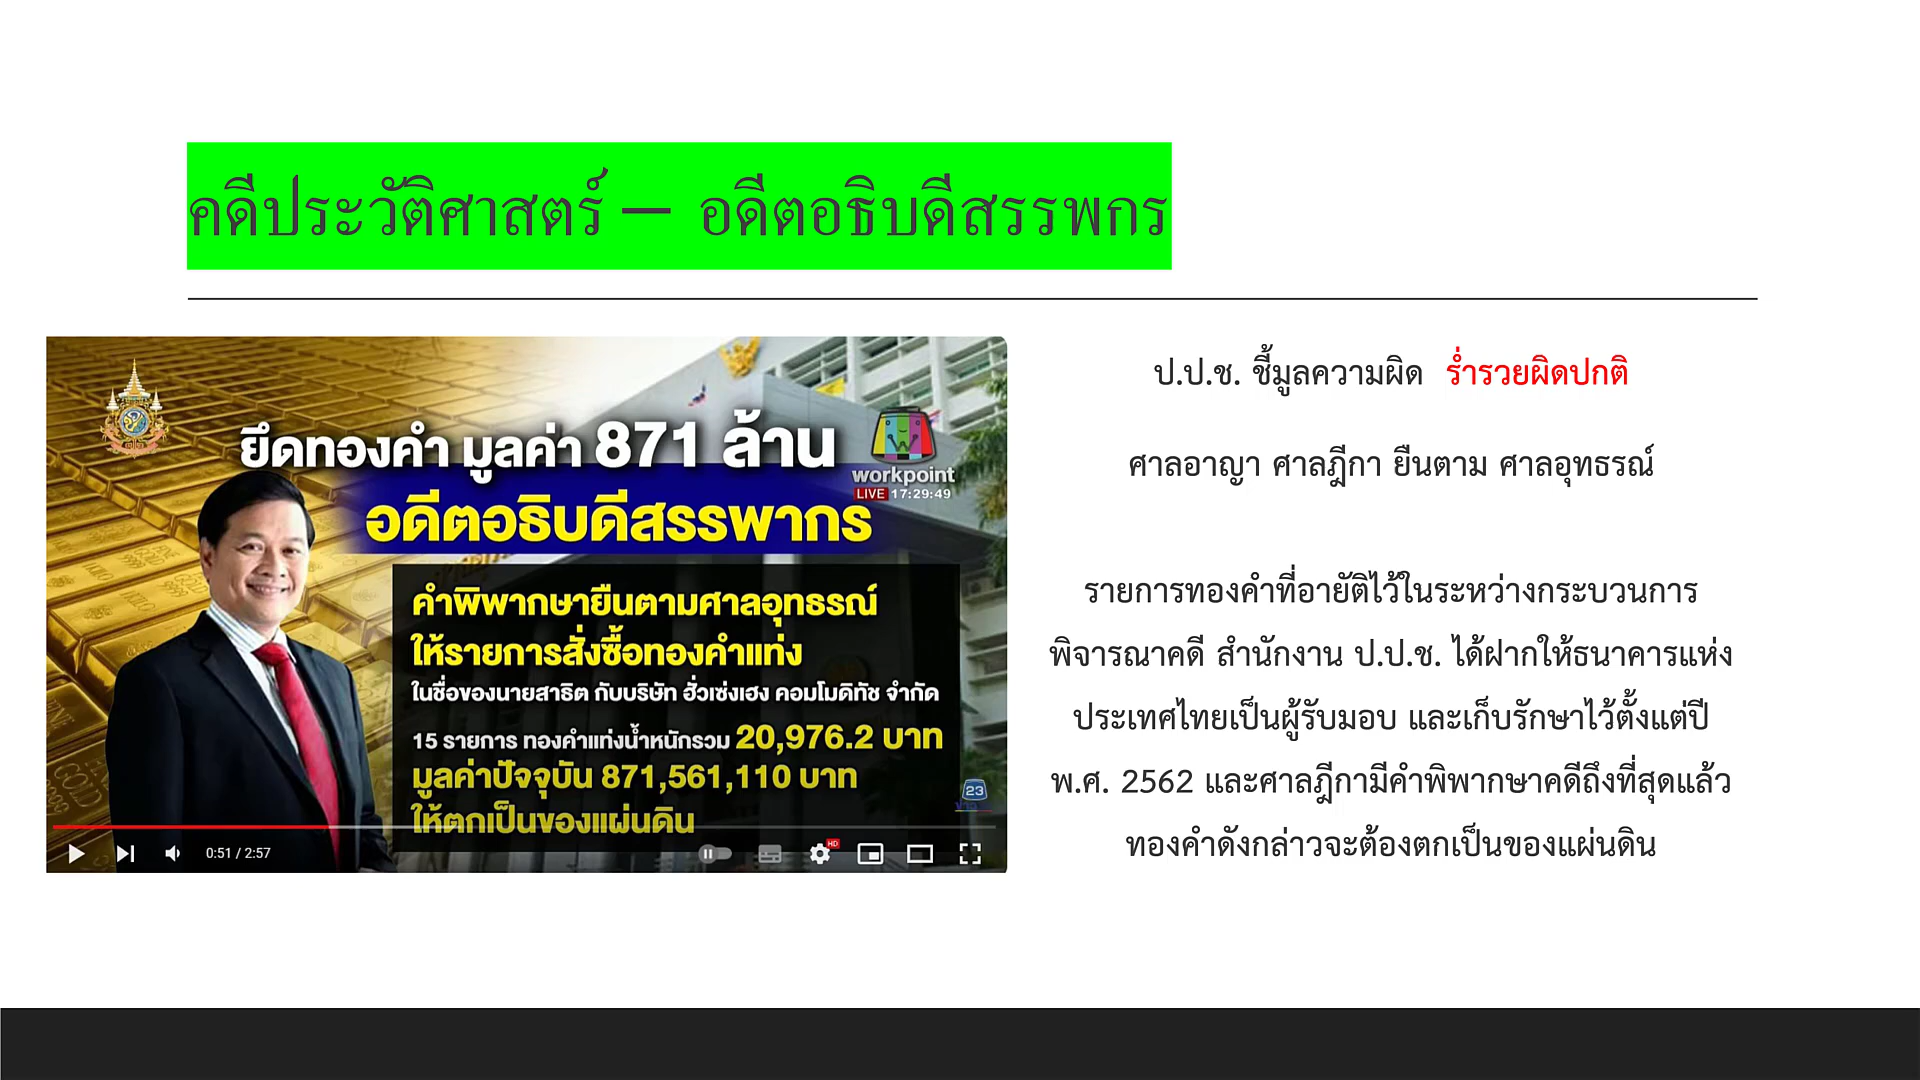 คดีประวัติศาสตร์ – อดีตอธิบดีสรรพกร
ยึดทองคำ มูลค่า 871 ล้าน
อดีตอธิบดีสรรพากร
workpoint
LIVE 17:29:49
คำพิพากษายืนตามศาลอุทธรณ์
ให้รายการสั่งซื้อทองคำแท่ง
ในชื่อของนายสาธิต กับบริษัท ฮั่วเซ่งเฮง คอมโมดิทัช จำกัด
15 รายการ ทองคำแท่งน้ำหนักรวม 20,976.2 บาท
มูลค่าปัจจุบัน 871,561,110 บาท
ให้ตกเป็นของแผ่นดิน
23
0:51 / 2:57
HD
ป.ป.ช. ชี้มูลความผิด ร่ำรวยผิดปกติ
ศาลอาญา ศาลฎีกา ยืนตาม ศาลอุทธรณ์
รายการทองคำที่อายัติไว้ในระหว่างกระบวนการ
พิจารณาคดี สำนักงาน ป.ป.ช. ได้ฝากให้ธนาคารแห่ง
ประเทศไทยเป็นผู้รับมอบ และเก็บรักษาไว้ตั้งแต่ปี
พ.ศ. 2562 และศาลฎีกามีคำพิพากษาคดีถึงที่สุดแล้ว
ทองคำดังกล่าวจะต้องตกเป็นของแผ่นดิน